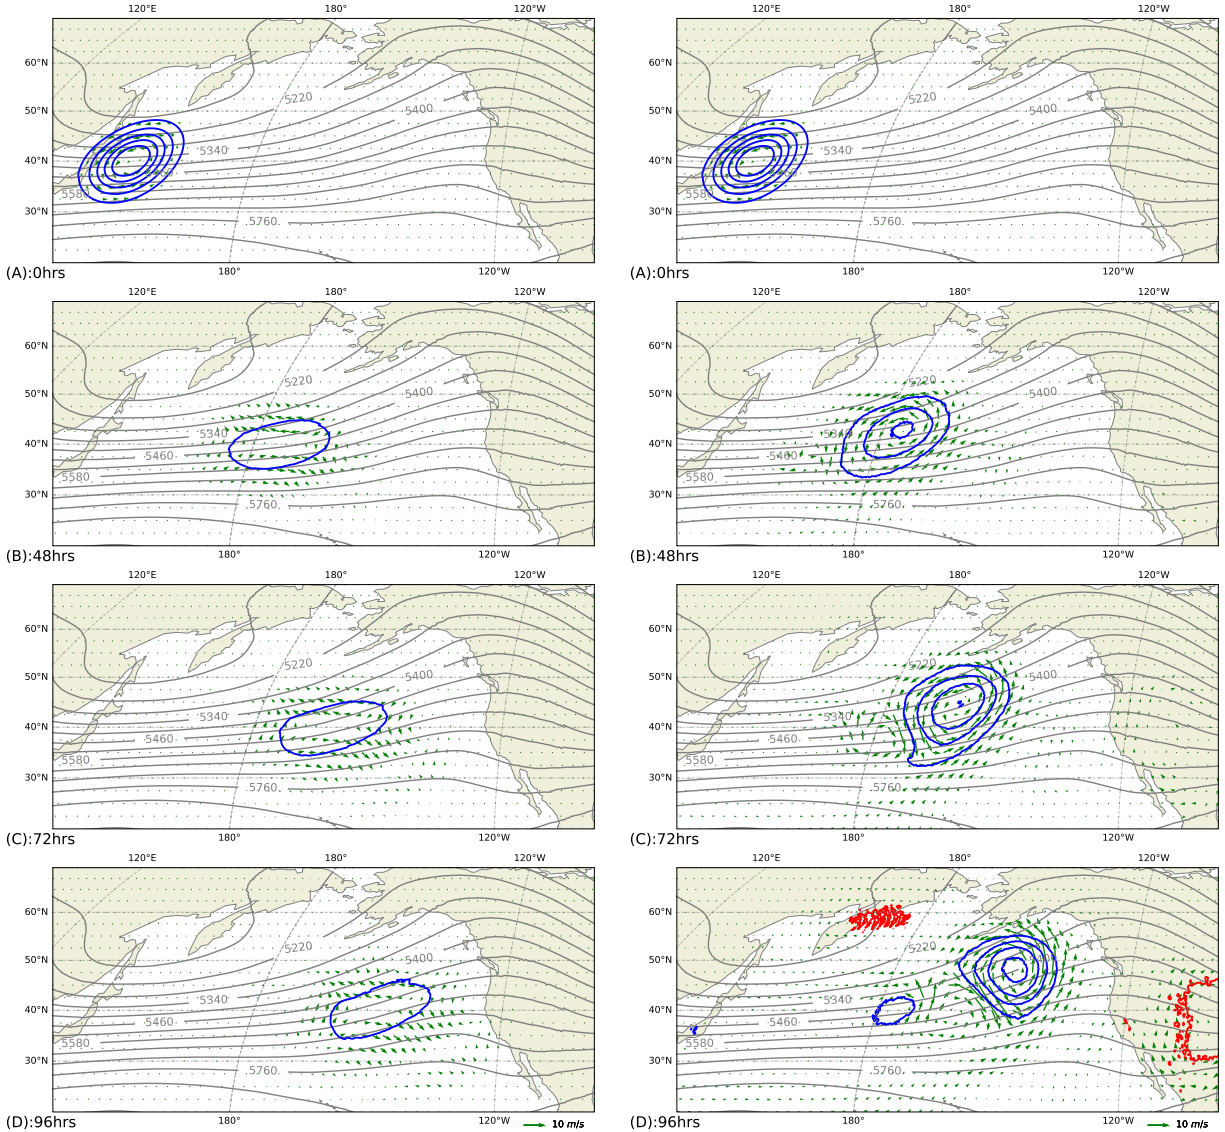 120°E 180° 120°W 120°E 180° 120°W
60°N 60°N
5220 5220
50°N 5400 50°N 5400
5340 5340
40°N 40°N
5580 5580
30°N 30°N
5760 5760
(A):0hrs 180° 120°W (A):0hrs 180° 120°W
120°E 180° 120°W 120°E 180° 120°W
60°N 60°N
5220 5220
50°N 5400 50°N 5400
5340 5340
40°N 40°N
5460 5460
5580 5580
30°N 30°N
5760 5760
(B):48hrs 180° 120°W (B):48hrs 180° 120°W
120°E 180° 120°W 120°E 180° 120°W
60°N 60°N
5220 5220
50°N 5400 50°N 5400
5340 5340
40°N 40°N
5460 5460
5580 5580
30°N 30°N
5760 5760
(C):72hrs 180° 120°W (C):72hrs 180° 120°W
120°E 180° 120°W 120°E 180° 120°W
60°N 60°N
5220 5220
50°N 5400 50°N 5400
5340 5340
40°N 40°N
5460 5460
5580 5580
30°N 30°N
5760 5760
(D):96hrs 180° 120°W (D):96hrs 180° 120°W
10 m/s 10 m/s